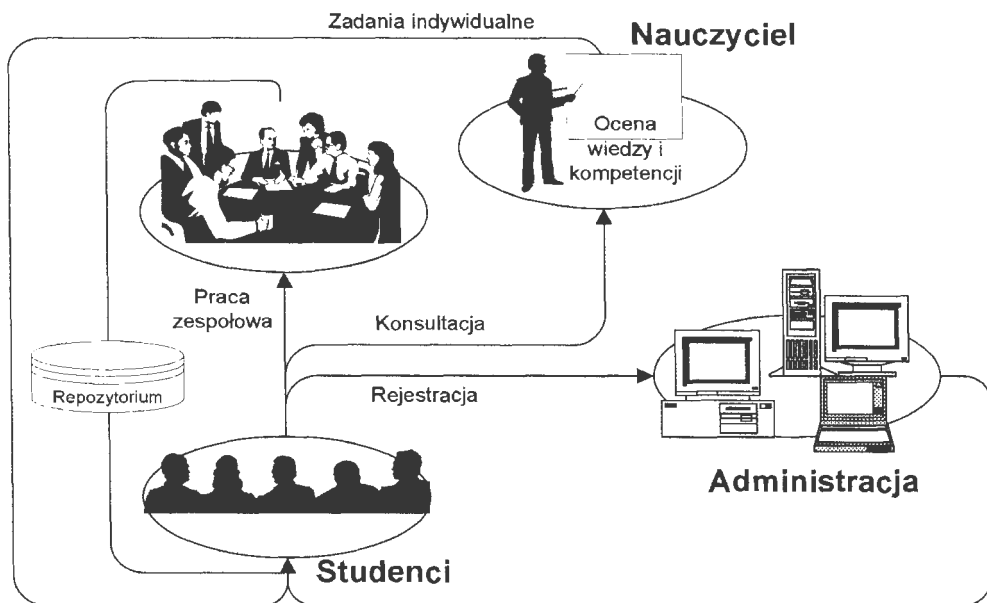 Zadania indywidualne
Nauczyciel
Ocena
wiedzy i
kompetencji
Praca
zespołowa
Konsultacja
Repozytorium
Rejestracja
Administracja
Studenci